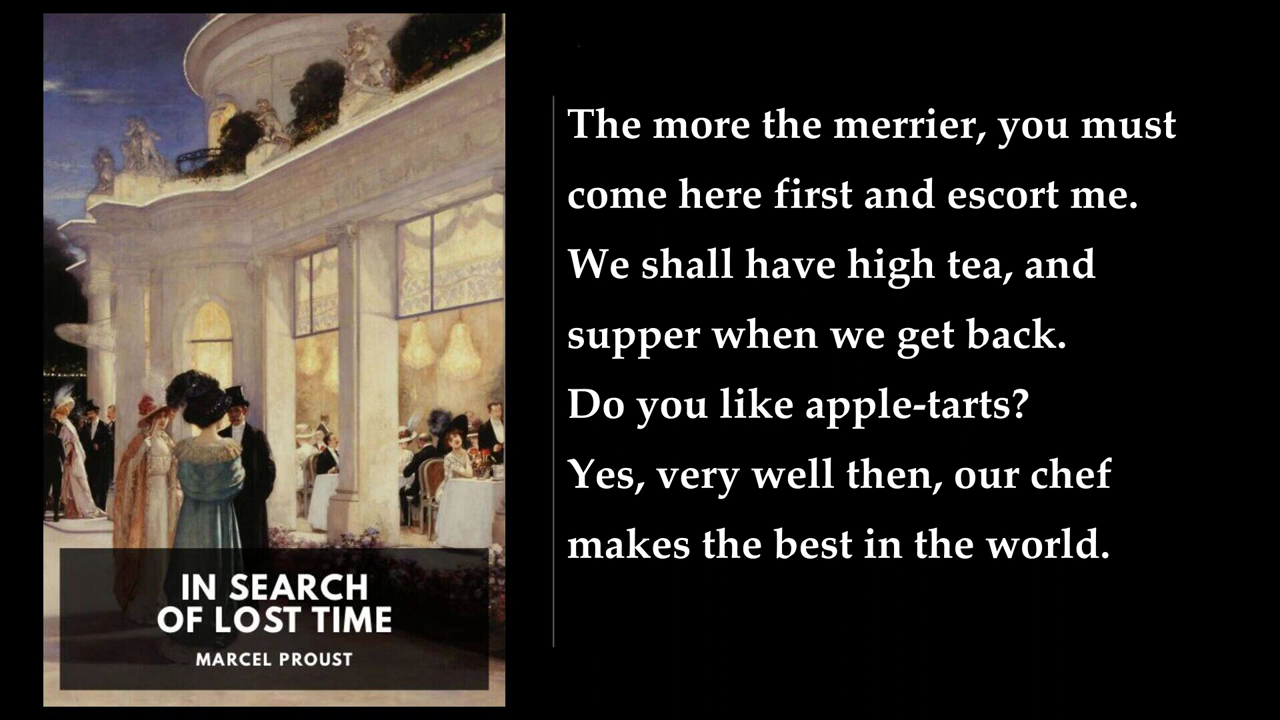 The more the merrier, you must
come here first and escort me.
We shall have high tea, and
supper when we get back.
Do you like apple-tarts?
Yes, very well then, our chef
makes the best in the world.
IN SEARCH
OF LOST TIME
MARCEL PROUST